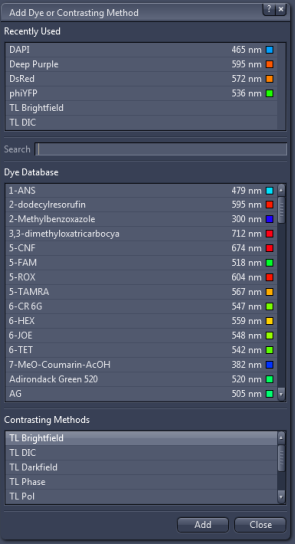 Add Dye or Contrasting Method ? ×
Recently Used
DAPI 465 nm
Deep Purple 595 nm
DsRed 572 nm
phiYFP 536 nm
TL Brightfield
TL DIC
Search
Dye Database
1-ANS 479 nm
2-dodecylresorufin 595 nm
2-Methylbenzoxazole 300 nm
3,3-dimethyloxatricarbocya 712 nm
5-CNF 674 nm
5-FAM 518 nm
5-ROX 604 nm
5-TAMRA 567 nm
6-CR 6G 547 nm
6-HEX 559 nm
6-JOE 548 nm
6-TET 542 nm
7-MeO-Coumarin-AcOH 382 nm
Adirondack Green 520 520 nm
AG 505 nm
Contrasting Methods
TL Brightfield
TL DIC
TL Darkfield
TL Phase
TL Pol
Add Close